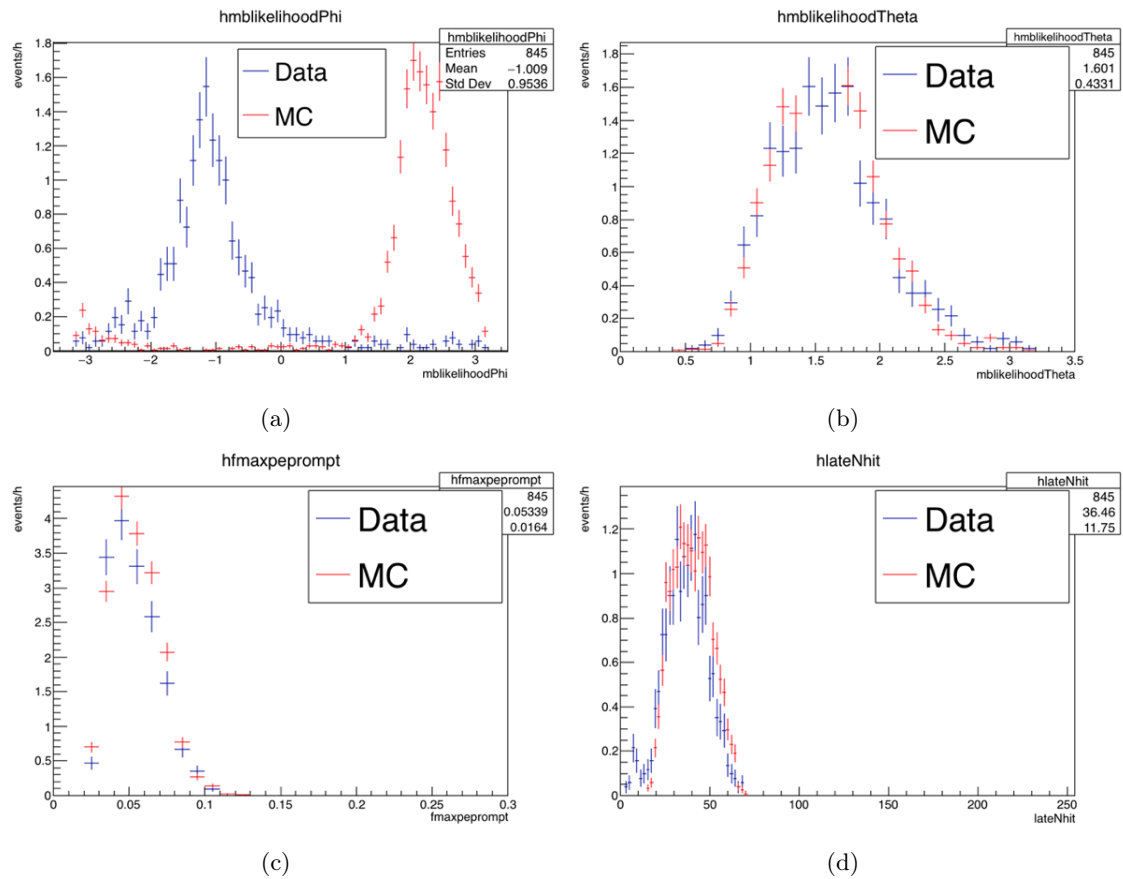 hmblikelihoodPhi
hmblikelihoodPhi
Entries 845
Mean −1.009
Std Dev 0.9536
Data
MC
events/h
1.8
1.6
1.4
1.2
1
0.8
0.6
0.4
0.2
0
−3 −2 −1 0 1 2 3
mblikelihoodPhi
(a)
hmblikelihoodTheta
hmblikelihoodTheta
845
1.601
0.4331
Data
MC
events/h
1.8
1.6
1.4
1.2
1
0.8
0.6
0.4
0.2
0
0 0.5 1 1.5 2 2.5 3 3.5
mblikelihoodTheta
(b)
hfmaxpeprompt
hfmaxpeprompt
845
0.05339
0.0164
Data
MC
events/h
4
3.5
3
2.5
2
1.5
1
0.5
0
0 0.05 0.1 0.15 0.2 0.25 0.3
fmaxpeprompt
(c)
hlateNhit
hlateNhit
845
36.46
11.75
Data
MC
events/h
1.2
1
0.8
0.6
0.4
0.2
0
0 50 100 150 200 250
lateNhit
(d)